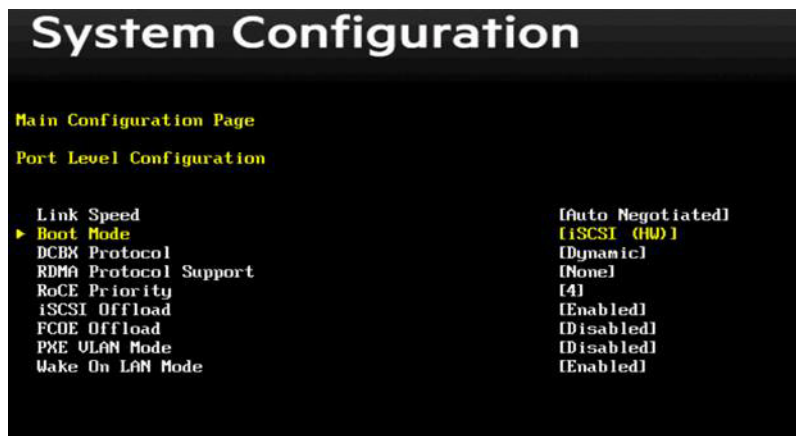 System Configuration
Main Configuration Page
Port Level Configuration
Link Speed [Auto Negotiated]
▶ Boot Mode [iSCSI (HW)]
DCBX Protocol [Dynamic]
RDMA Protocol Support [None]
RoCE Priority [4]
iSCSI Offload [Enabled]
FCOE Offload [Disabled]
PXE VLAN Mode [Disabled]
Wake On LAN Mode [Enabled]